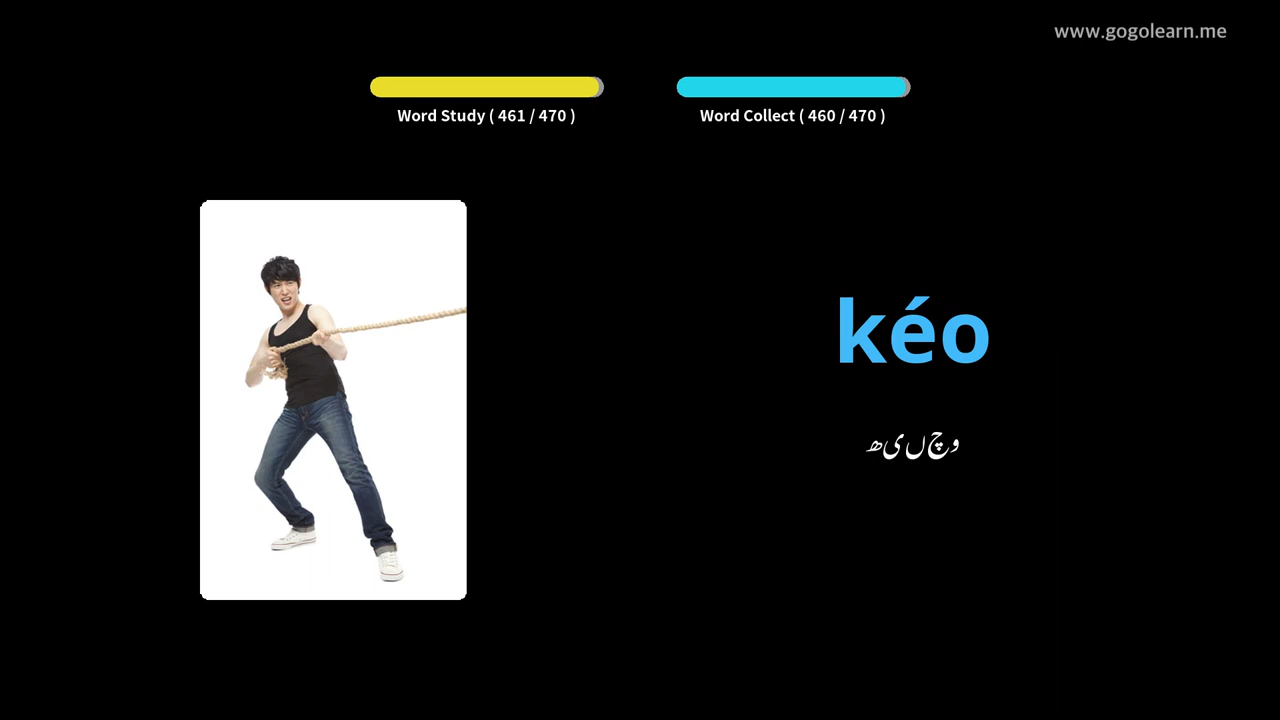 www.gogolearn.me
Word Study ( 461 / 470 )
Word Collect ( 460 / 470 )
kéo
و چ ں ی ھ